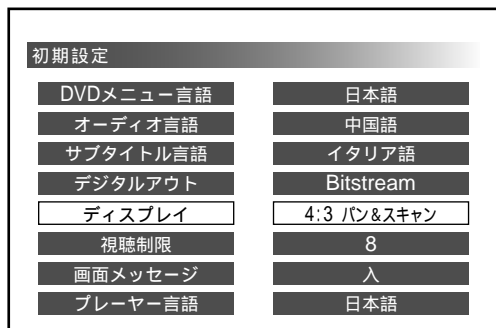 初期設定
DVDメニュー言語 日本語
オーディオ言語 中国語
サブタイトル言語 イタリア語
デジタルアウト Bitstream
ディスプレイ 4:3 パン&スキャン
視聴制限 8
画面メッセージ 入
プレーヤー言語 日本語